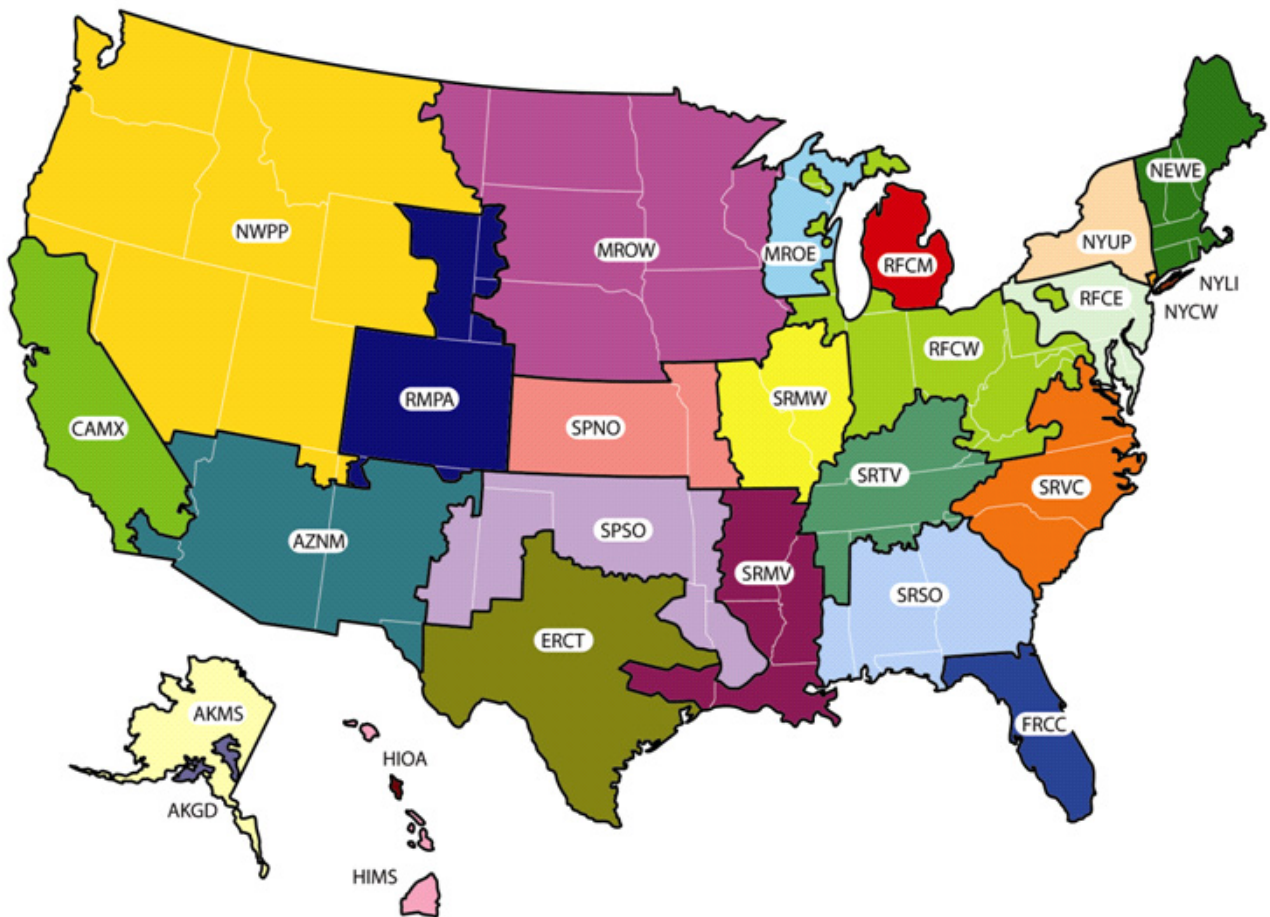 NEWE
NWPP
NYUP
MROW
MROE
RFCM
NYLI
RFCE
NYCW
RFCW
RMPA
SRMW
CAMX
SPNO
SRTV
SRVC
AZNM
SPSO
SRMV
SRSO
ERCT
AKMS
FRCC
HIOA
AKGD
HIMS